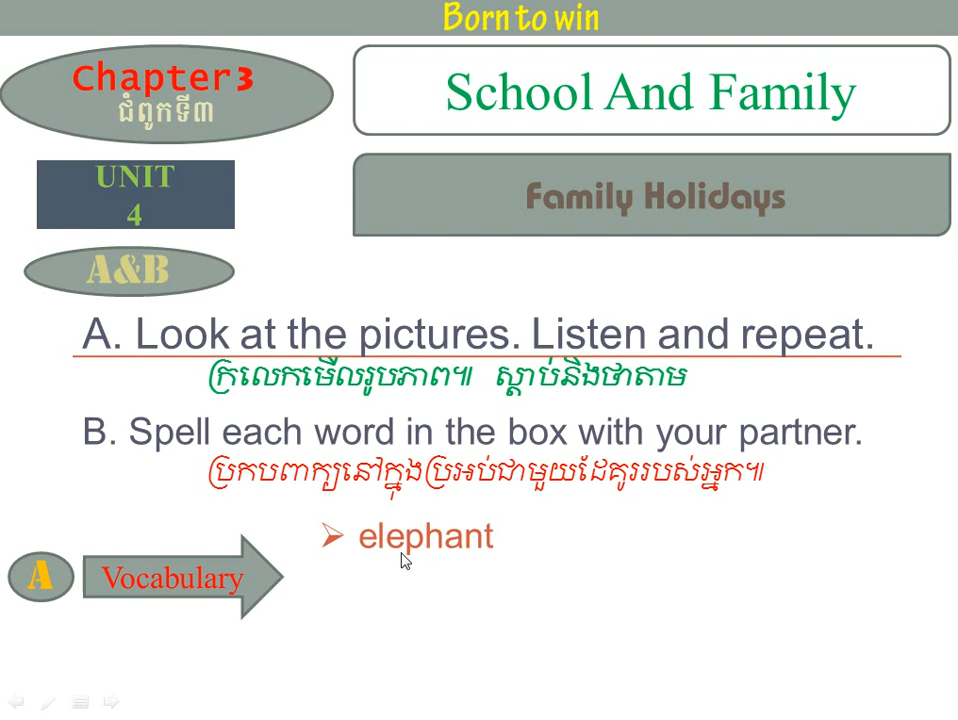 Born to win
Chapter3
ជំពូកទី៣
School And Family
UNIT
4
Family Holidays
A&B
A. Look at the pictures. Listen and repeat.
ក្រលេកមើលរូបភាព៕ ស្តាប់និងថាតាម
B. Spell each word in the box with your partner.
ប្រកបពាក្យនៅក្នុងប្រអប់ជាមួយដៃគូររបស់អ្នក៕
elephant
A
Vocabulary